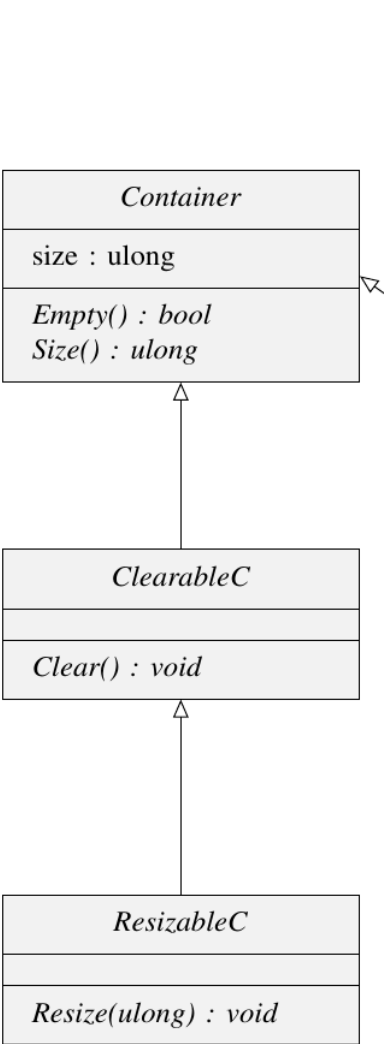 Container
size : ulong
Empty() : bool
Size() : ulong
ClearableC
Clear() : void
ResizableC
Resize(ulong) : void